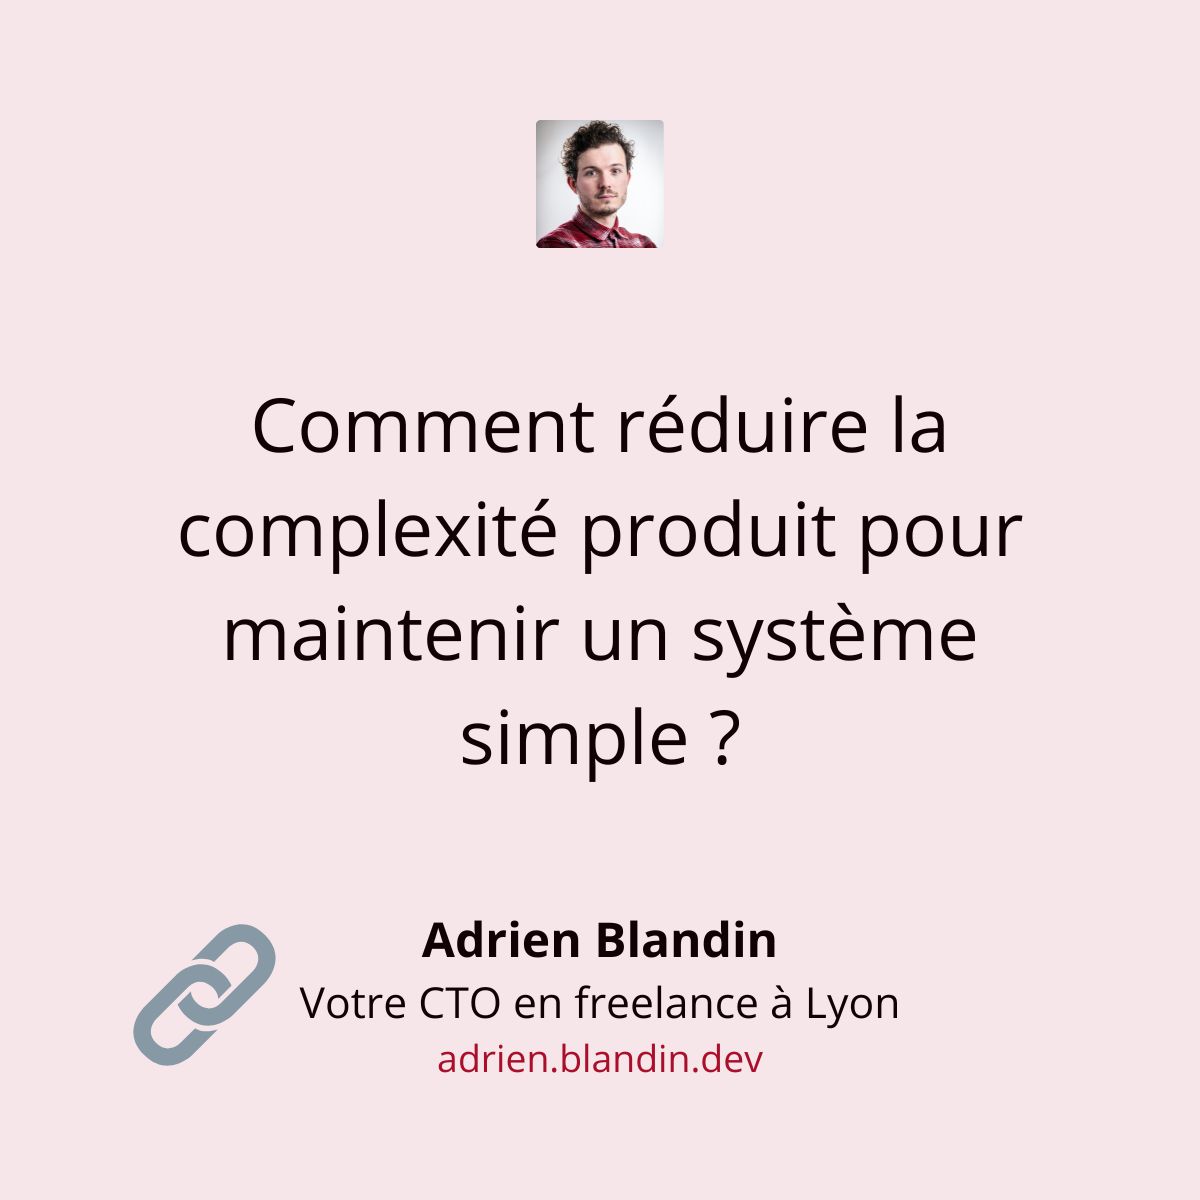 Comment réduire la
complexité produit pour
maintenir un système
simple ?
Adrien Blandin
Votre CTO en freelance à Lyon
adrien.blandin.dev